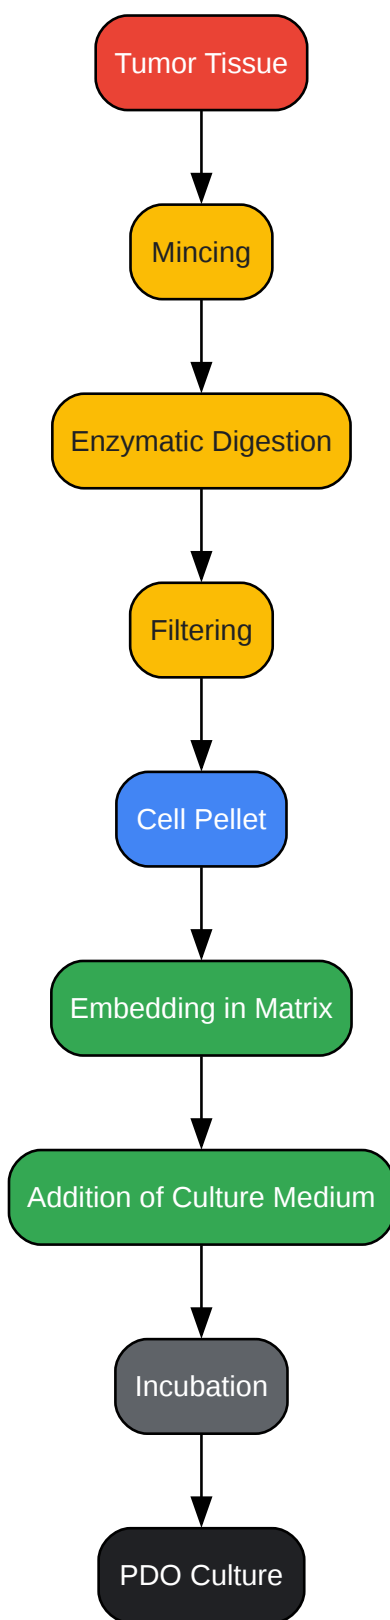 Tumor Tissue
Mincing
Enzymatic Digestion
Filtering
Cell Pellet
Embedding in Matrix
Addition of Culture Medium
Incubation
PDO Culture